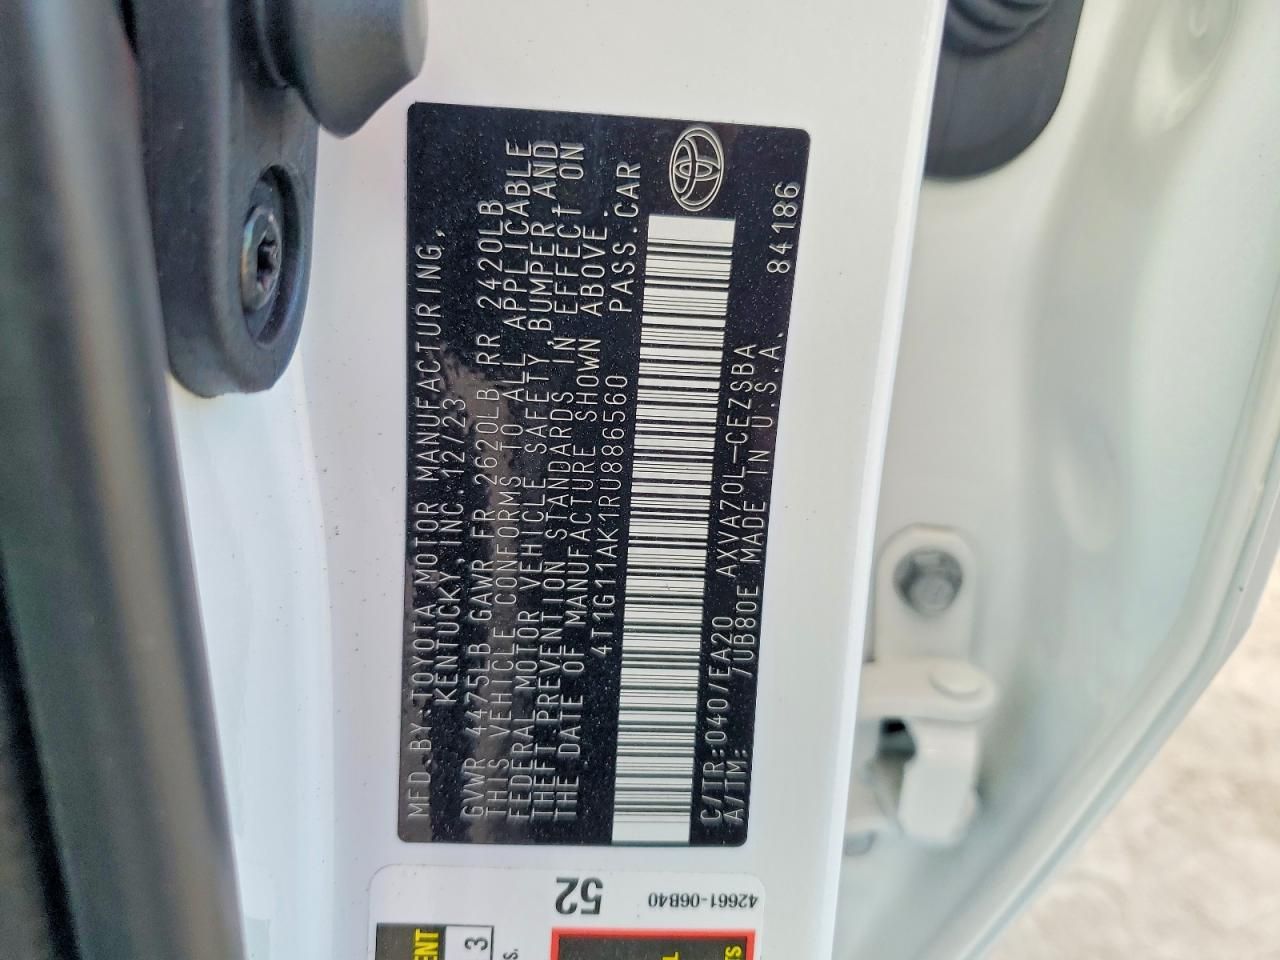 MFD.BY:TOYOTA MOTOR MANUFACTURING,
KENTUCKY,INC.12/23
GVWR 4475LB GAWR FR 2620LB RR 2420LB
THIS VEHICLE CONFORMS TO ALL APPLICABLE
FEDERAL MOTOR VEHICLE SAFETY,BUMPER AND
THEFT PREVENTION STANDARDS IN EFFECT ON
THE DATE OF MANUFACTURE SHOWN ABOVE.
4T1G11AK1RU886560 PASS.CAR
C/TR:040/EA20 AXVA70L-CEZSBA 84186
A/TM: /UB80E MADE IN U.S.A.
52
42661-06B40
3